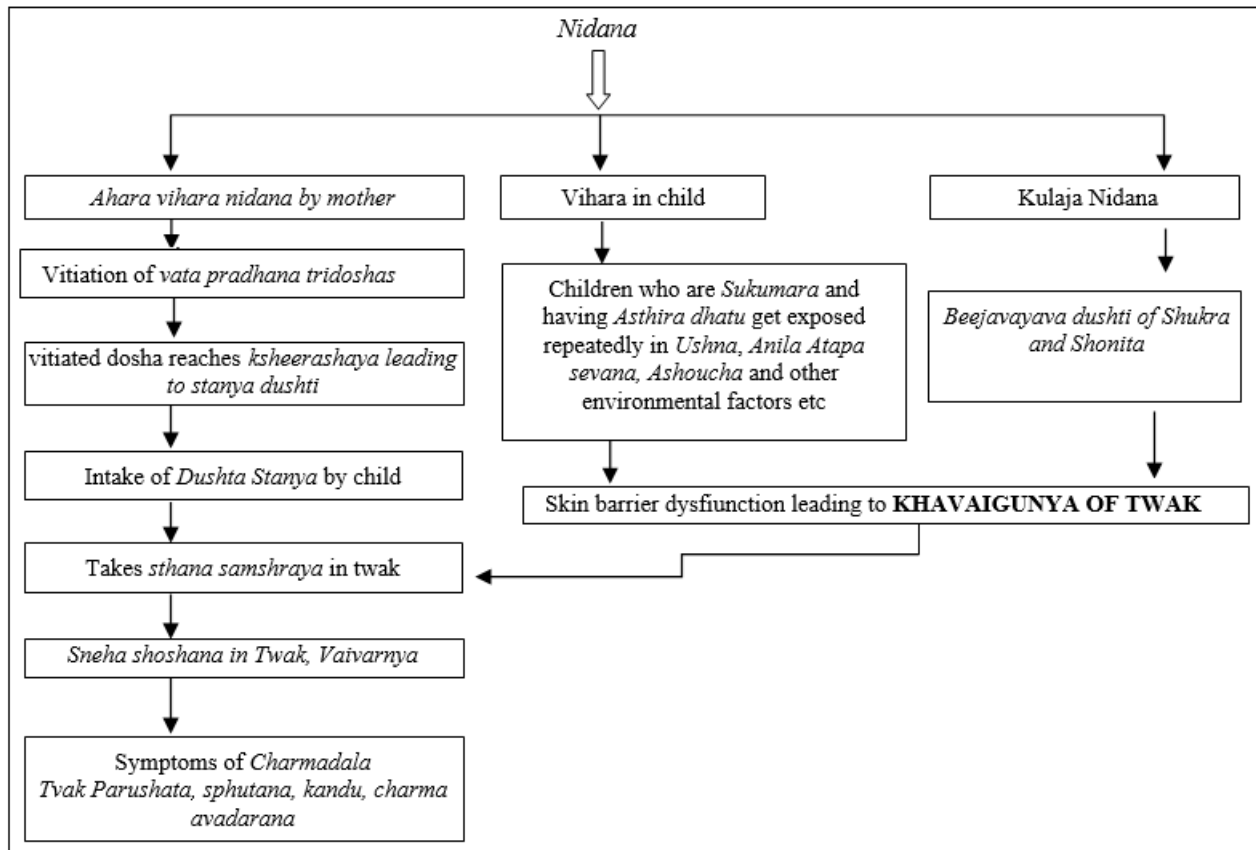 Nidana
Ahara vihara nidana by mother
Vihara in child
Kulaja Nidana
Vitiation of vata pradhana tridoshas
Children who are Sukumara and
having Asthira dhatu get exposed
repeatedly in Ushna, Anila Atapa
sevana, Ashoucha and other
environmental factors etc
Beejavayava dushti of Shukra
and Shonita
vitiated dosha reaches ksheerashaya leading
to stanya dushti
Intake of Dushta Stanya by child
Skin barrier dysfiunction leading to KHAVAIGUNYA OF TWAK
Takes sthana samshraya in twak
Sneha shoshana in Twak, Vaivarnya
Symptoms of Charmadala
Tvak Parushata, sphutana, kandu, charma
avadarana